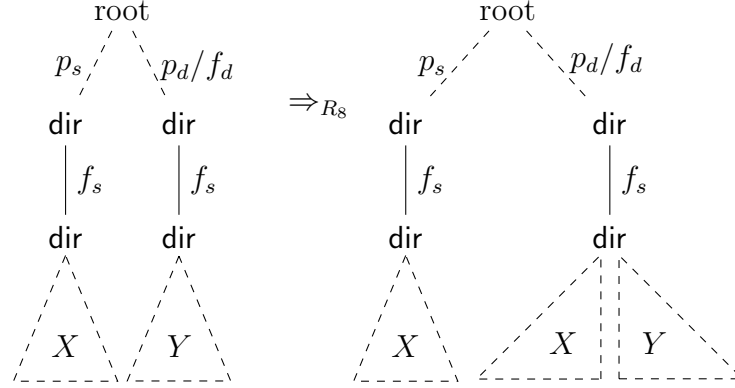 root root
p_s p_d/f_d ⇒_{R_8} p_s p_d/f_d
dir dir dir dir
f_s f_s f_s f_s
dir dir dir dir
X Y X X Y